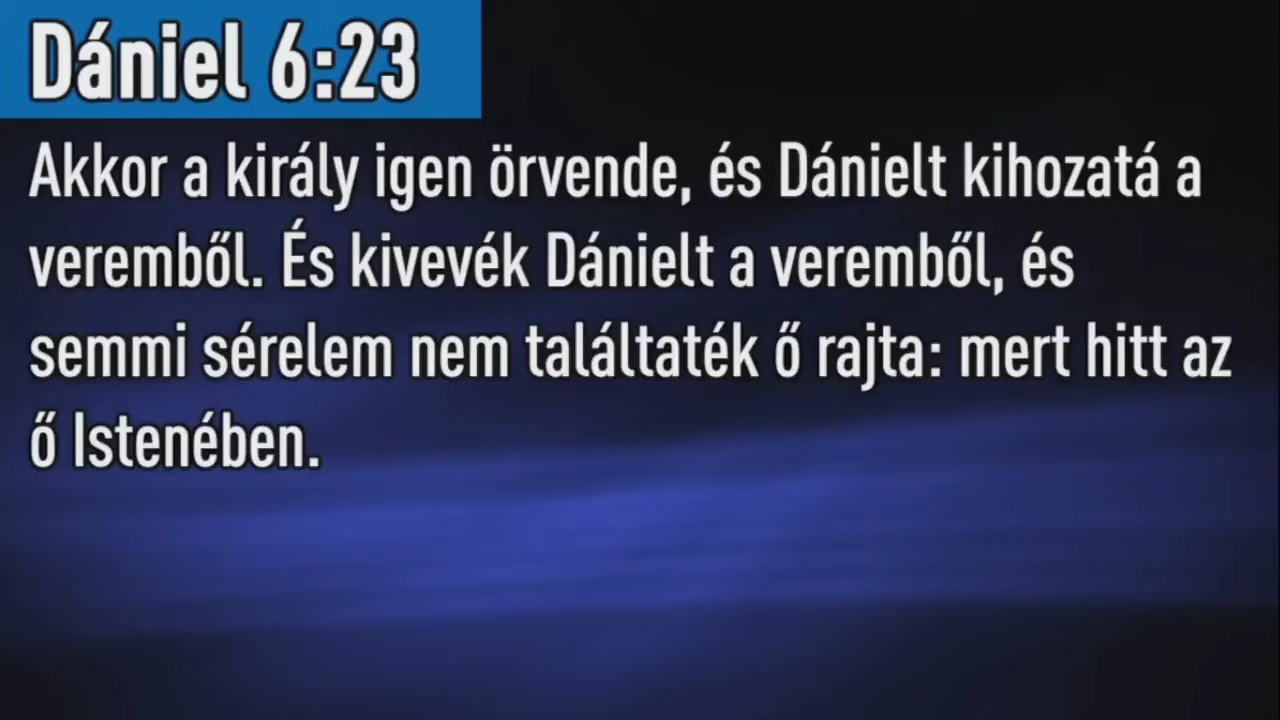 Dániel 6:23
Akkor a király igen örvende, és Dánielt kihozatá a
veremből. És kivevék Dánielt a veremből, és
semmi sérelem nem találtaték ő rajta: mert hitt az
ő Istenében.